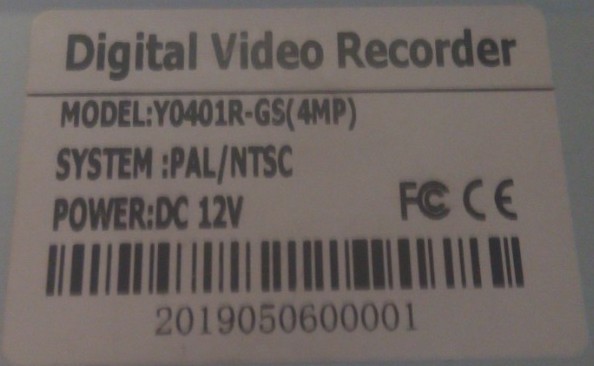 Digital Video Recorder
MODEL:Y0401R-GS(4MP)
SYSTEM :PAL/NTSC
POWER:DC 12V
FC CE
2019050600001